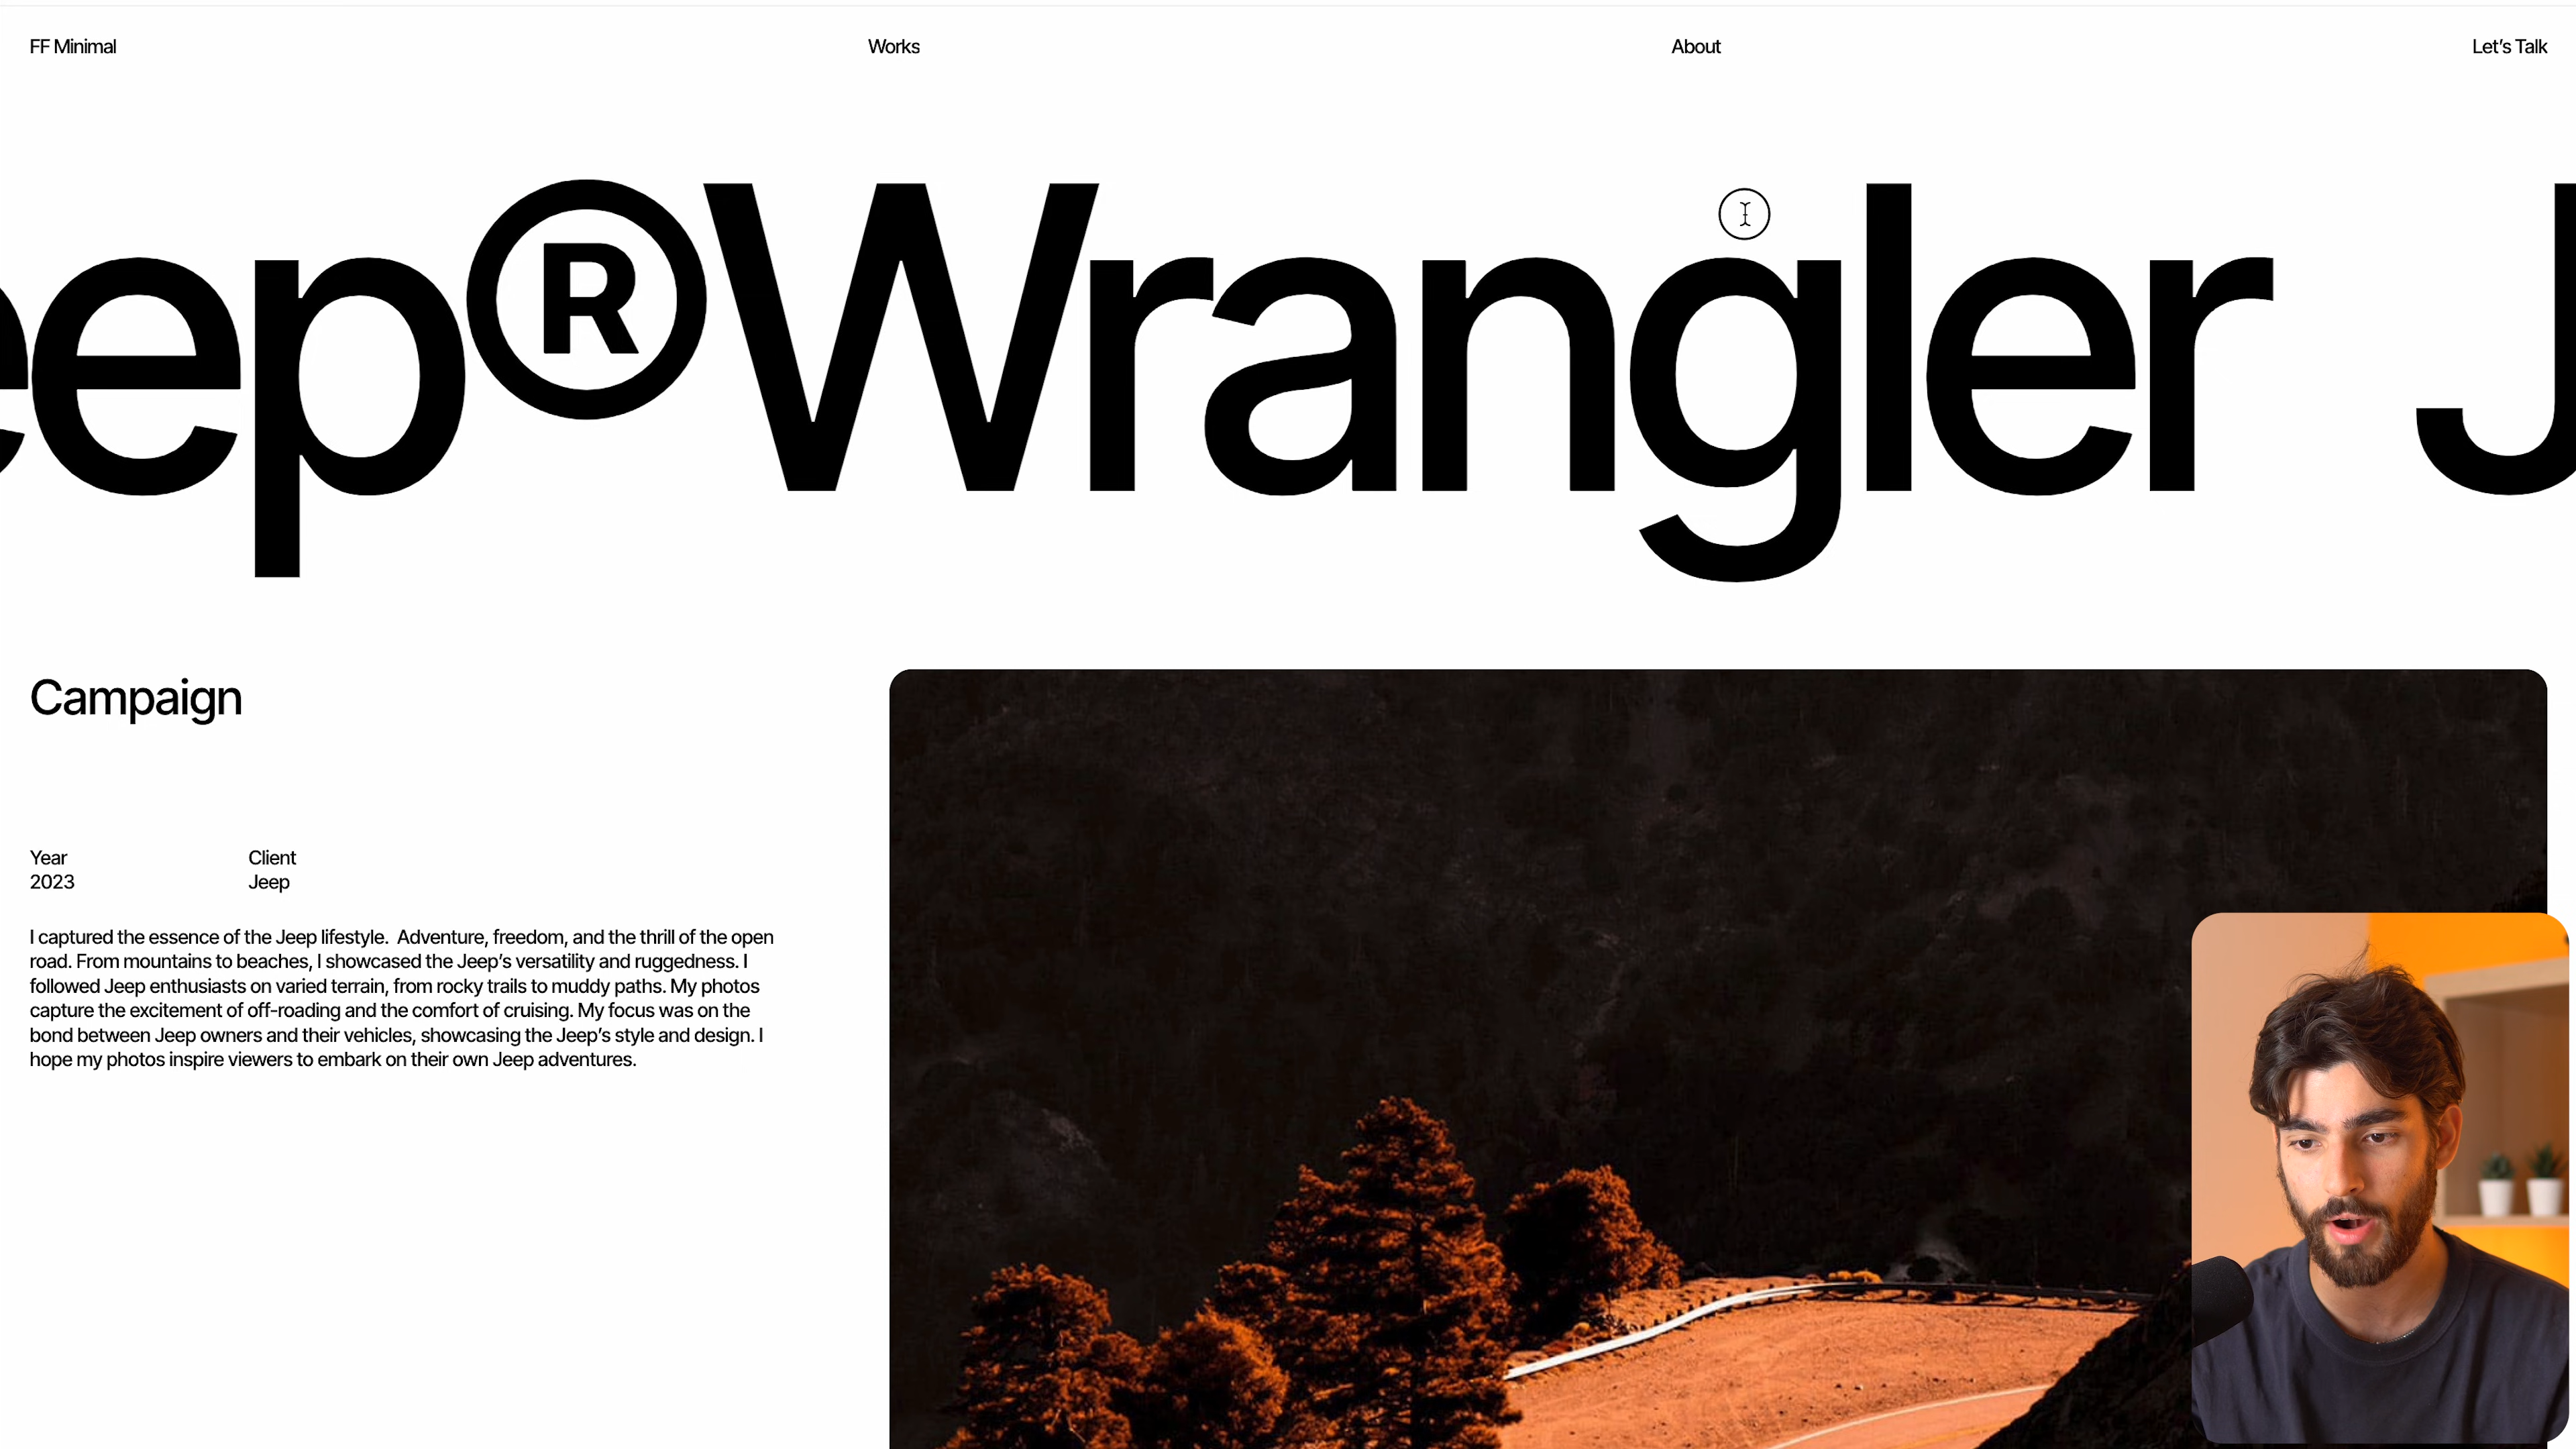 FF Minimal Works About Let’s Talk
eep®Wrangler J
Campaign
Year Client
2023 Jeep
I captured the essence of the Jeep lifestyle.  Adventure, freedom, and the thrill of the open
road. From mountains to beaches, I showcased the Jeep’s versatility and ruggedness. I
followed Jeep enthusiasts on varied terrain, from rocky trails to muddy paths. My photos
capture the excitement of off-roading and the comfort of cruising. My focus was on the
bond between Jeep owners and their vehicles, showcasing the Jeep’s style and design. I
hope my photos inspire viewers to embark on their own Jeep adventures.